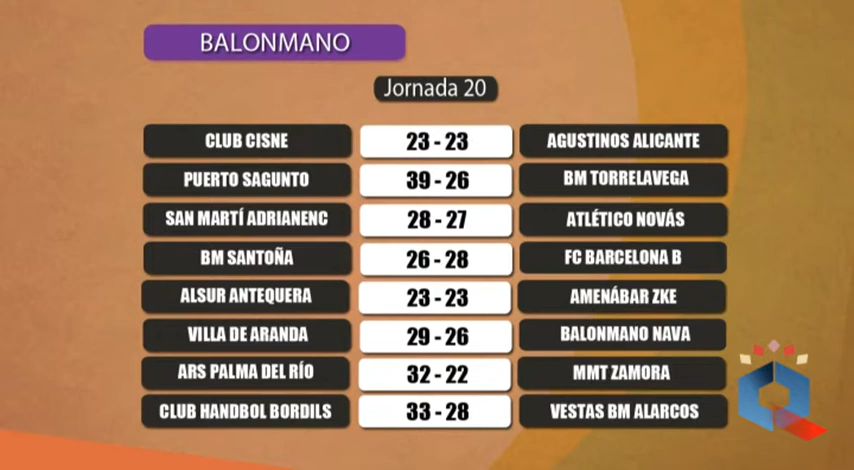 BALONMANO
Jornada 20
CLUB CISNE 23 - 23 AGUSTINOS ALICANTE
PUERTO SAGUNTO 39 - 26 BM TORRELAVEGA
SAN MARTÍ ADRIANENC 28 - 27 ATLÉTICO NOVÁS
BM SANTOÑA 26 - 28 FC BARCELONA B
ALSUR ANTEQUERA 23 - 23 AMENÁBAR ZKE
VILLA DE ARANDA 29 - 26 BALONMANO NAVA
ARS PALMA DEL RÍO 32 - 22 MMT ZAMORA
CLUB HANDBOL BORDILS 33 - 28 VESTAS BM ALARCOS